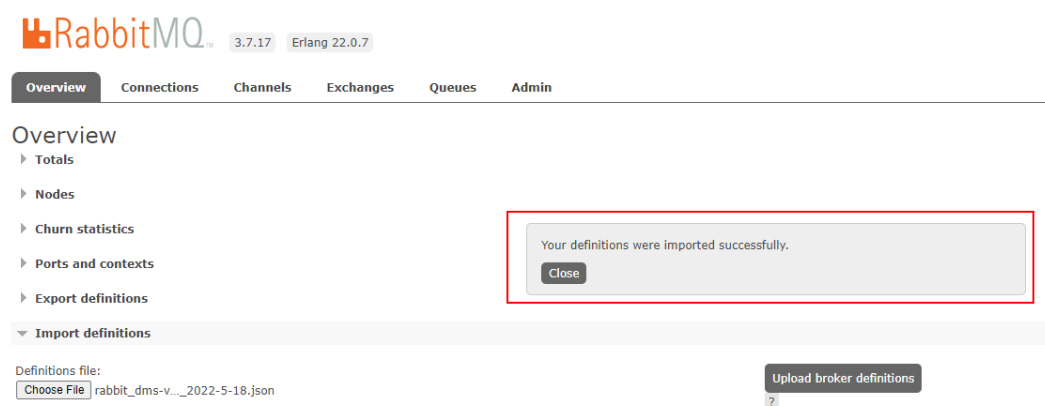 RabbitMQ TM 3.7.17 Erlang 22.0.7
Overview Connections Channels Exchanges Queues Admin
Overview
Totals
Nodes
Churn statistics
Ports and contexts
Export definitions
Import definitions
Your definitions were imported successfully.
Close
Definitions file:
Choose File rabbit_dms-v..._2022-5-18.json
Upload broker definitions
?